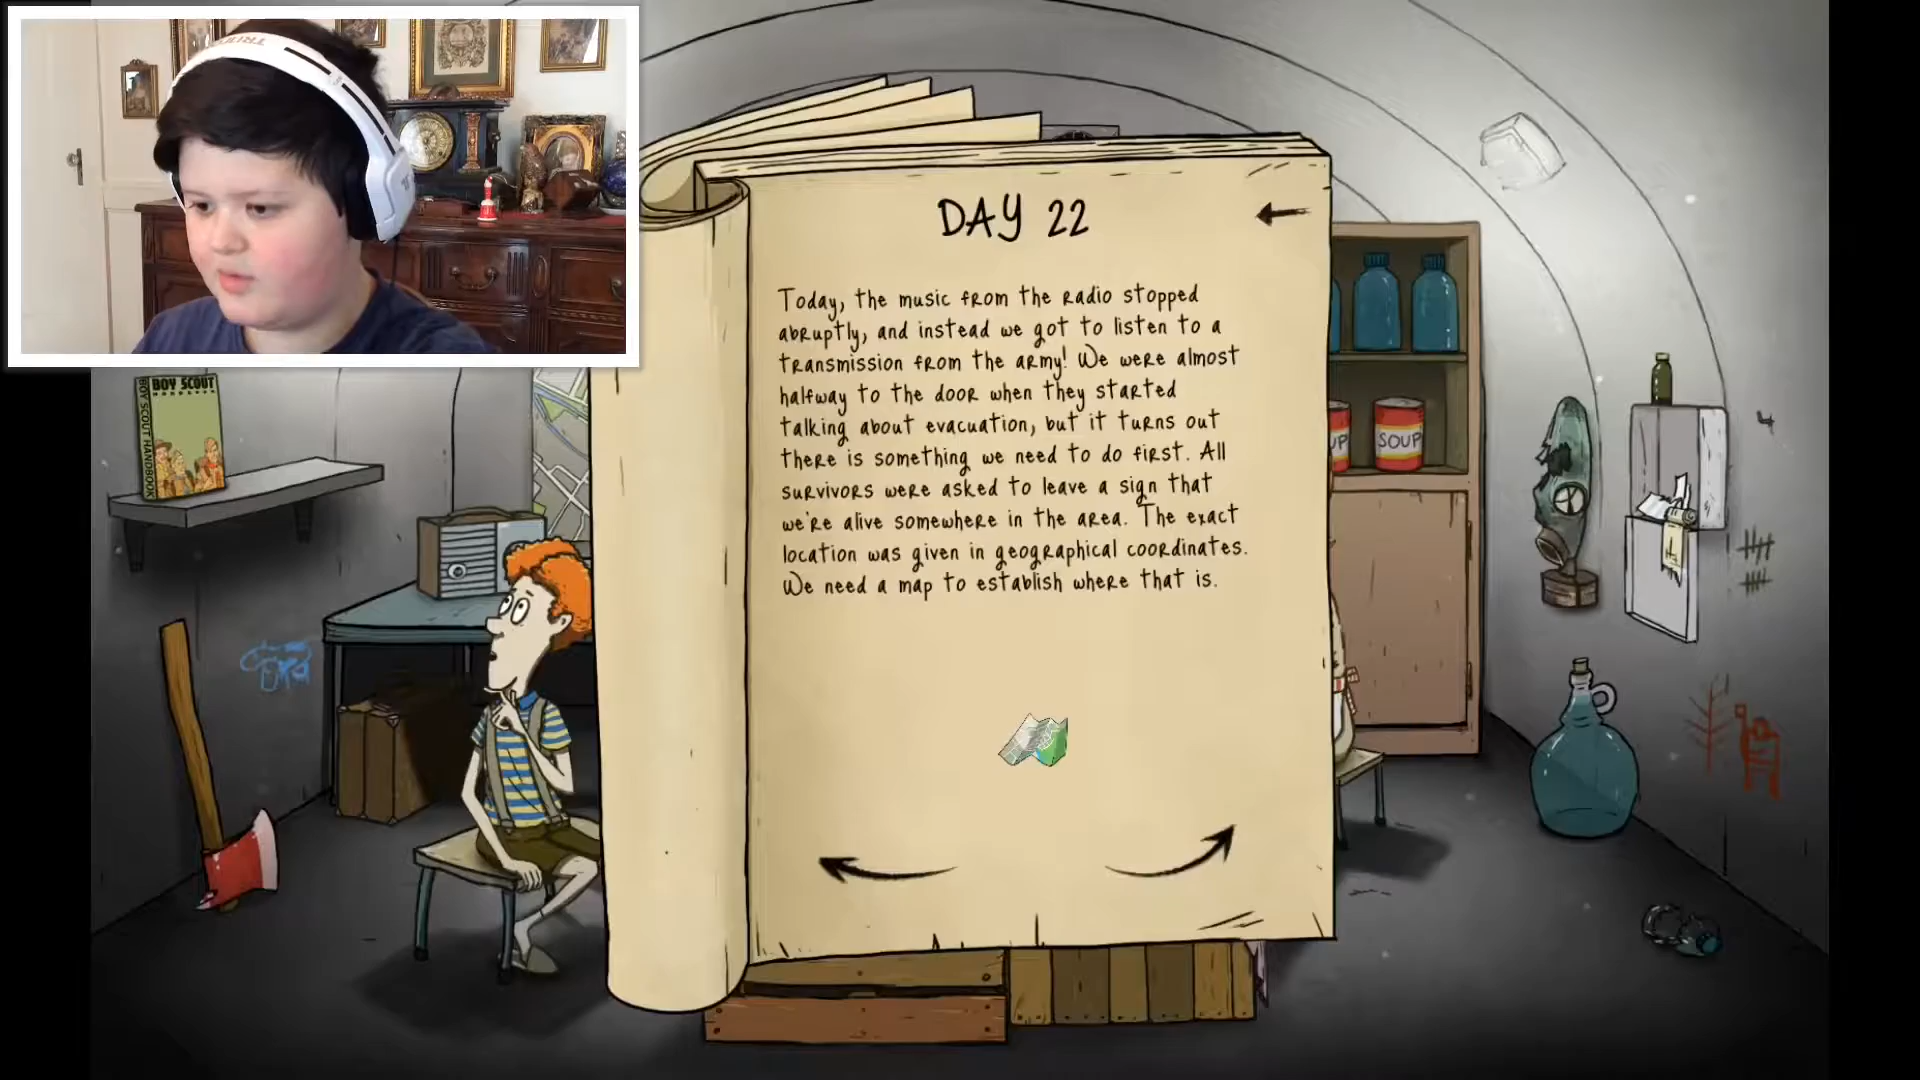 DAY 22
Today, the music from the radio stopped
abruptly, and instead we got to listen to a
transmission from the army! We were almost
halfway to the door when they started
talking about evacuation, but it turns out
there is something we need to do first. All
survivors were asked to leave a sign that
we're alive somewhere in the area. The exact
location was given in geographical coordinates.
We need a map to establish where that is.
BOY SCOUT
HANDBOOK
BOY SCOUT HANDBOOK
UP
SOUP